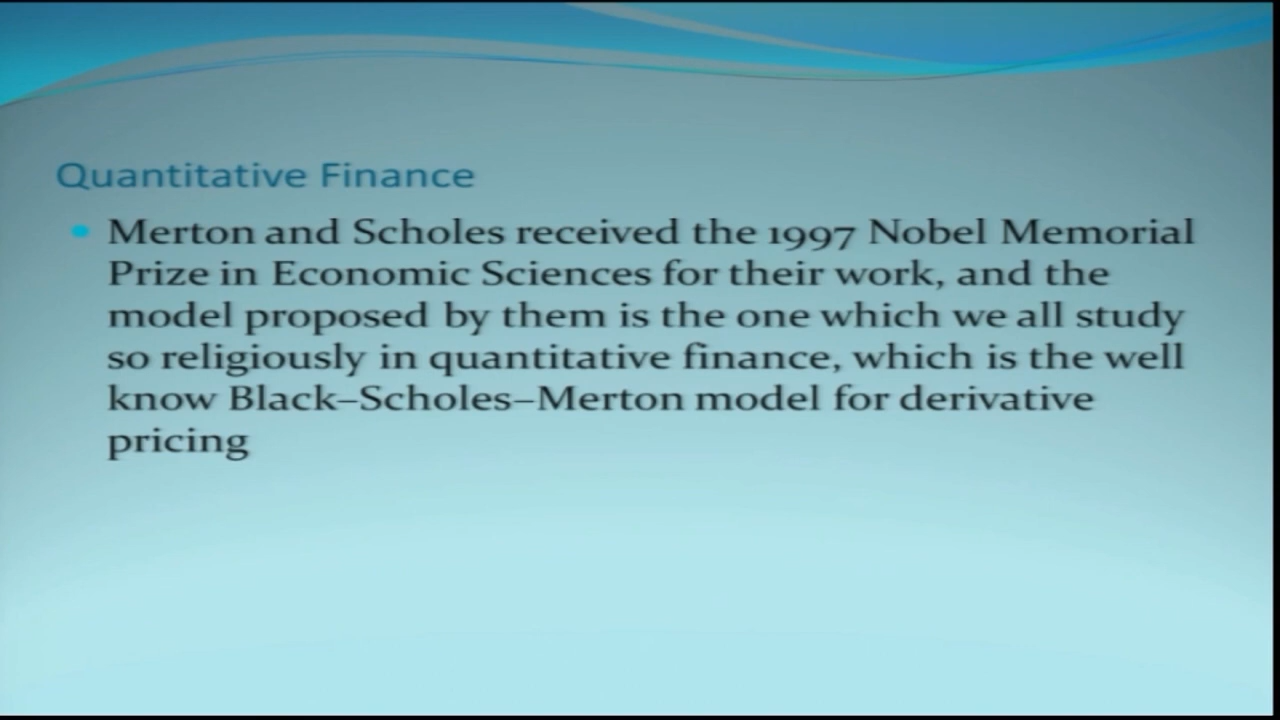 Quantitative Finance
• Merton and Scholes received the 1997 Nobel Memorial
Prize in Economic Sciences for their work, and the
model proposed by them is the one which we all study
so religiously in quantitative finance, which is the well
know Black–Scholes–Merton model for derivative
pricing